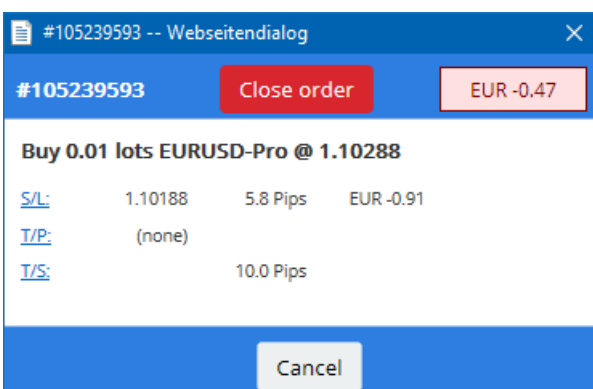 #105239593 -- Webseitendialog
#105239593 Close order EUR -0.47
Buy 0.01 lots EURUSD-Pro @ 1.10288
S/L: 1.10188 5.8 Pips EUR -0.91
T/P: (none)
T/S: 10.0 Pips
Cancel